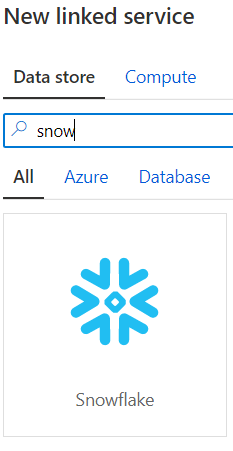 New linked service
Data store Compute
snow
All Azure Database
Snowflake